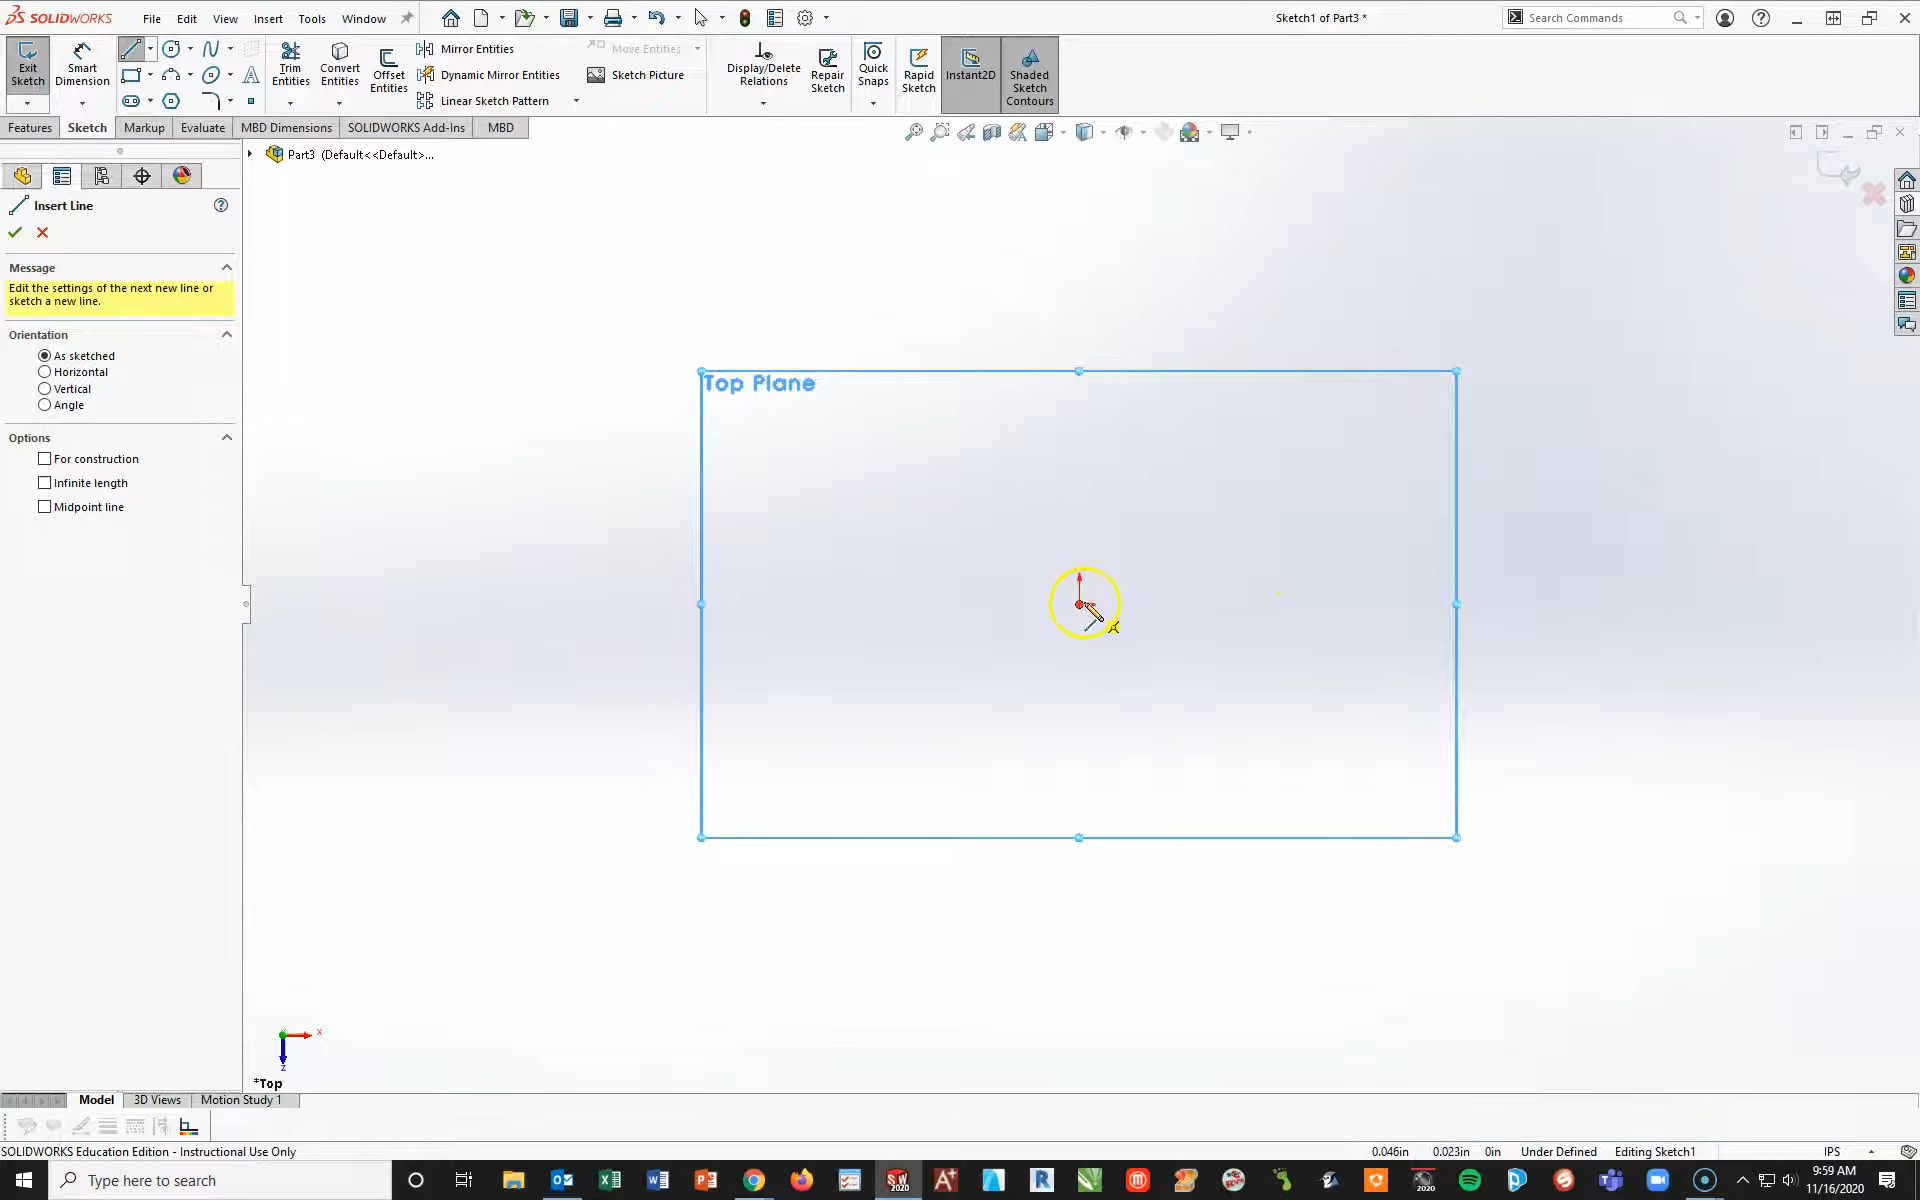 SOLIDWORKS File Edit View Insert Tools Window Sketch1 of Part3 * Search Commands
Exit Sketch
Smart Dimension
Trim Entities
Convert Entities
Offset Entities
Mirror Entities
Dynamic Mirror Entities
Linear Sketch Pattern
Move Entities
Sketch Picture
Display/Delete Relations
Repair Sketch
Quick Snaps
Rapid Sketch
Instant2D
Shaded Sketch Contours
Features Sketch Markup Evaluate MBD Dimensions SOLIDWORKS Add-Ins MBD
Part3 (Default<<Default>...
Insert Line
Message
Edit the settings of the next new line or
sketch a new line.
Orientation
As sketched
Horizontal
Vertical
Angle
Options
For construction
Infinite length
Midpoint line
Top Plane
x
z
*Top
Model 3D Views Motion Study 1
SOLIDWORKS Education Edition - Instructional Use Only 0.046in 0.023in 0in Under Defined Editing Sketch1 IPS
Type here to search
SW 2020
2020
9:59 AM
11/16/2020